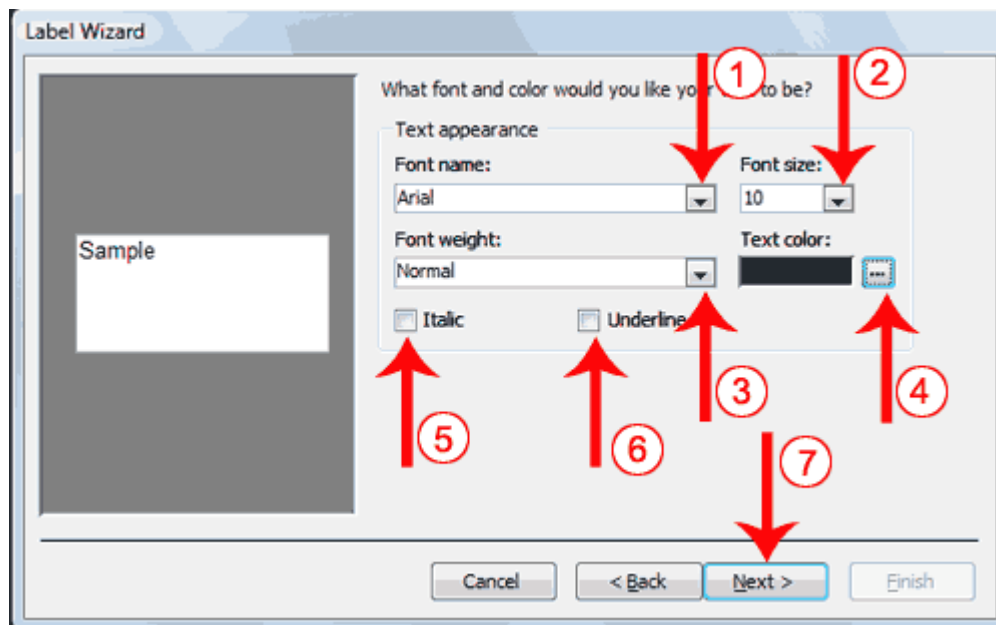 Label Wizard
What font and color would you like your to be?
Text appearance
Font name:
Font size:
Arial
10
Sample
Font weight:
Text color:
Normal
...
Italic
Underline
1
2
3
4
5
6
7
Cancel
< Back
Next >
Finish